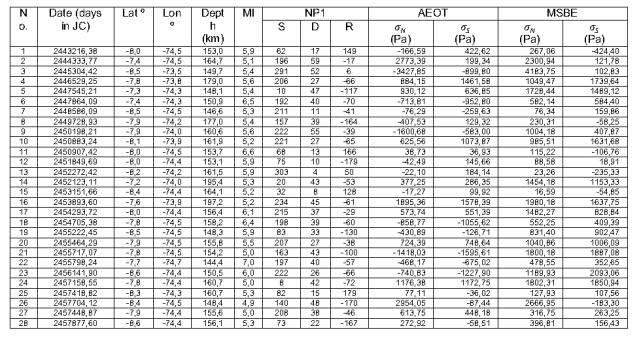 N o. Date (days in JC) Lat º Lon º Dept h (km) MI NP1 AEOT MSBE
S D R σN (Pa) σS (Pa) σN (Pa) σS (Pa)
1 2443216,38 -8,0 -74,5 153,0 5,9 62 17 149 -166,59 422,62 267,06 -424,40
2 2444333,77 -7,4 -74,5 164,7 5,1 196 59 -17 2773,39 199,34 2300,94 121,78
3 2445304,42 -8,5 -73,5 149,7 5,4 291 52 6 -3427,85 -899,80 4183,75 102,83
4 2446529,25 -7,8 -73,8 179,0 5,6 206 27 -66 884,15 1461,58 1049,47 1739,64
5 2447545,21 -7,3 -74,3 148,1 5,4 10 47 -117 930,12 636,85 1728,44 1489,12
6 2447864,09 -7,4 -74,3 150,9 6,5 192 40 -70 -713,81 -952,80 582,14 584,40
7 2448586,09 -8,5 -74,5 146,6 5,3 211 11 -41 -76,29 -259,63 76,34 159,86
8 2449728,93 -7,9 -74,2 177,0 5,4 157 39 -164 -407,53 129,32 230,31 -58,25
9 2450198,21 -7,9 -74,0 160,6 5,6 222 55 -39 -1600,68 -583,00 1004,18 407,87
10 2450883,24 -8,1 -73,9 161,9 5,2 221 27 -65 625,56 1073,87 985,51 1631,68
11 2450907,42 -8,0 -74,5 153,7 6,6 68 13 166 38,73 36,93 115,22 -106,76
12 2451849,69 -8,0 -74,4 153,1 5,9 75 10 -179 -42,49 145,66 88,58 18,91
13 2452272,42 -8,2 -74,2 161,5 5,9 303 4 50 -22,10 184,14 23,26 -235,33
14 2452123,11 -7,2 -74,0 195,4 5,3 20 43 -53 377,25 286,35 1454,18 1153,33
15 2453151,66 -8,4 -74,4 164,1 5,2 32 8 128 -17,27 99,92 16,59 -54,85
16 2453893,60 -7,6 -73,9 197,2 5,2 234 45 -61 1895,36 1578,39 1980,18 1637,75
17 2454293,72 -8,0 -74,4 156,4 6,1 215 37 -29 573,74 551,39 1482,27 828,84
18 2454705,38 -7,8 -74,5 158,2 6,4 198 39 -60 -858,77 -1055,62 552,25 409,39
19 2455222,45 -8,5 -74,5 148,3 5,9 83 33 -130 -430,89 -126,71 831,40 902,47
20 2455464,29 -7,9 -74,5 155,8 5,5 207 27 -38 724,39 748,64 1040,86 1006,09
21 2455717,07 -7,8 -74,5 154,2 5,0 163 43 -100 -1418,03 -1595,61 1800,18 1887,08
22 2455798,24 -7,7 -74,7 144,4 7,0 197 40 -57 -468,17 -675,02 478,55 352,65
23 2456141,90 -8,6 -74,4 150,5 6,0 222 26 -66 -740,83 -1227,90 1189,93 2093,06
24 2457158,55 -7,8 -74,4 160,7 5,0 8 42 -72 1176,38 1172,75 1802,31 1850,94
25 2457418,82 -8,3 -74,3 160,7 5,3 82 15 179 77,11 -36,02 127,93 107,56
26 2457704,12 -8,4 -74,5 148,4 4,9 140 48 -170 2954,05 -87,44 2666,95 -183,30
27 2457448,87 -7,9 -74,4 155,6 5,0 208 38 -46 613,75 448,18 316,75 263,25
28 2457877,60 -8,6 -74,4 156,1 5,3 73 22 -167 272,92 -58,51 396,81 156,43